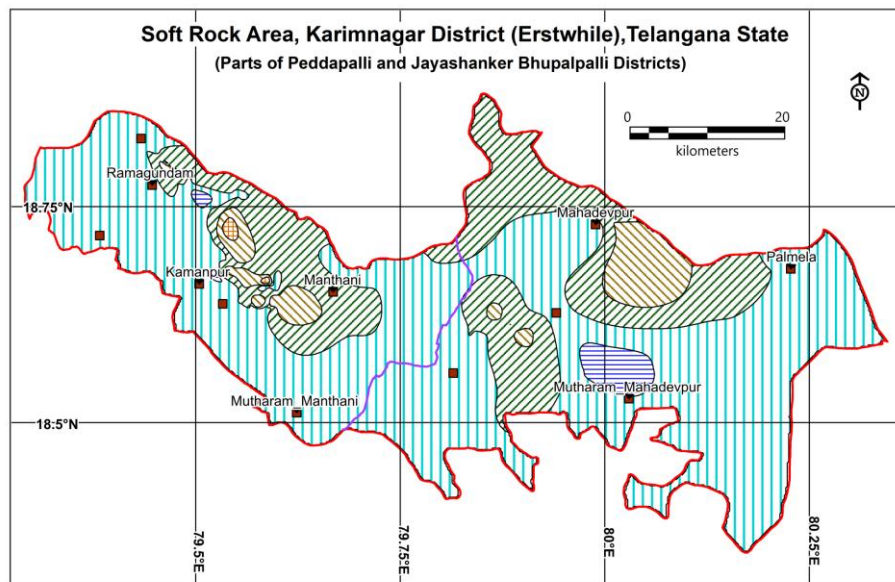 Soft Rock Area, Karimnagar District (Erstwhile),Telangana State
(Parts of Peddapalli and Jayashanker Bhupalpalli Districts)
N
0 20
kilometers
Ramagundam
18.75°N
Mahadevpur
Palmela
Kamanpur
Manthani
Mutharam_Manthani
Mutharam_Mahadevpur
18.5°N
79.5°E
79.75°E
80°E
80.25°E